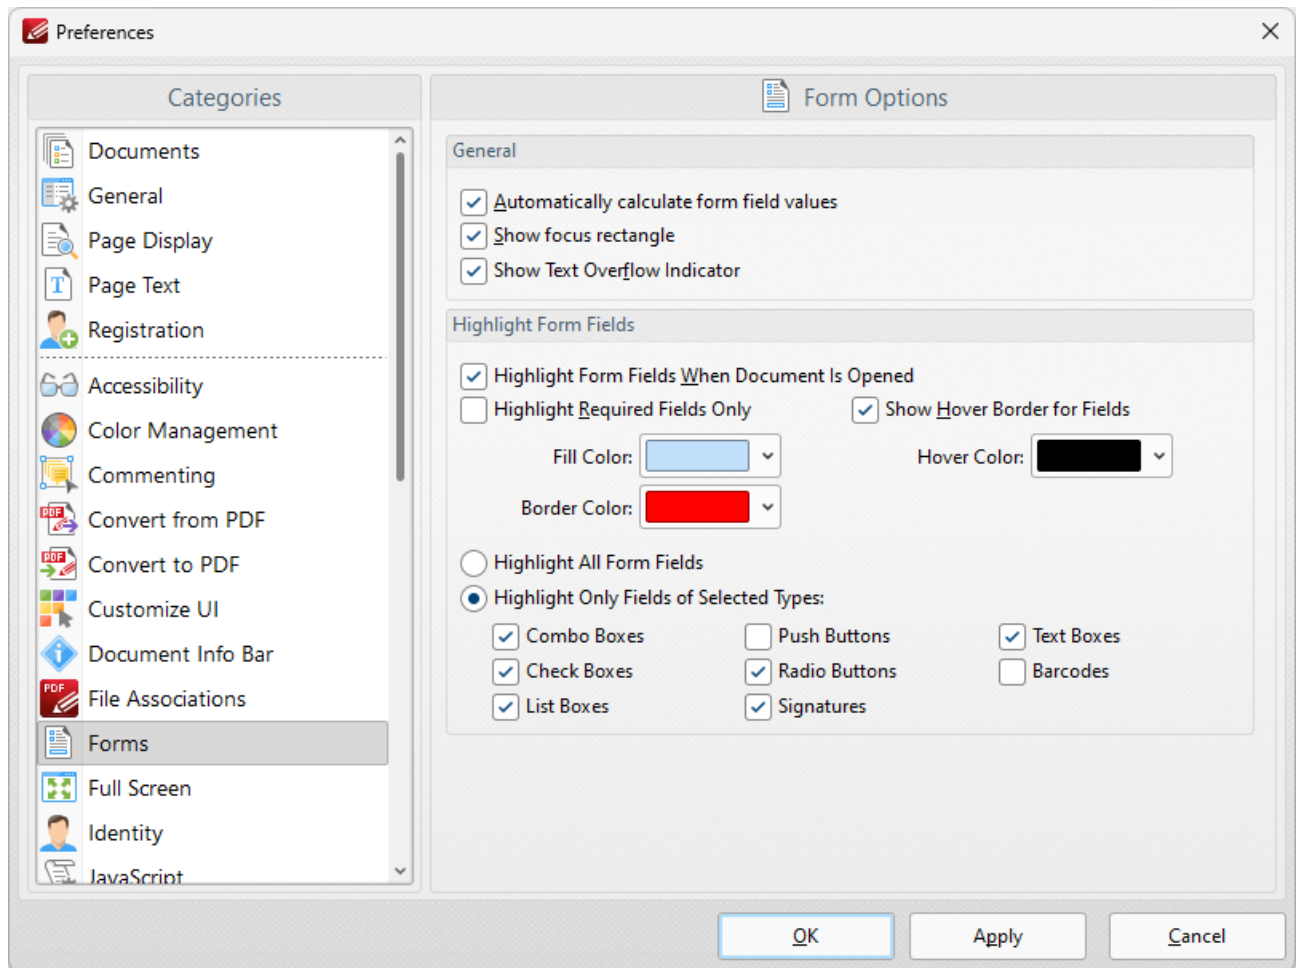 Preferences
Categories
Documents
General
Page Display
Page Text
Registration
Accessibility
Color Management
Commenting
Convert from PDF
Convert to PDF
Customize UI
Document Info Bar
File Associations
Forms
Full Screen
Identity
JavaScript
Form Options
General
Automatically calculate form field values
Show focus rectangle
Show Text Overflow Indicator
Highlight Form Fields
Highlight Form Fields When Document Is Opened
Highlight Required Fields Only
Show Hover Border for Fields
Fill Color:
Hover Color:
Border Color:
Highlight All Form Fields
Highlight Only Fields of Selected Types:
Combo Boxes
Push Buttons
Text Boxes
Check Boxes
Radio Buttons
Barcodes
List Boxes
Signatures
OK
Apply
Cancel